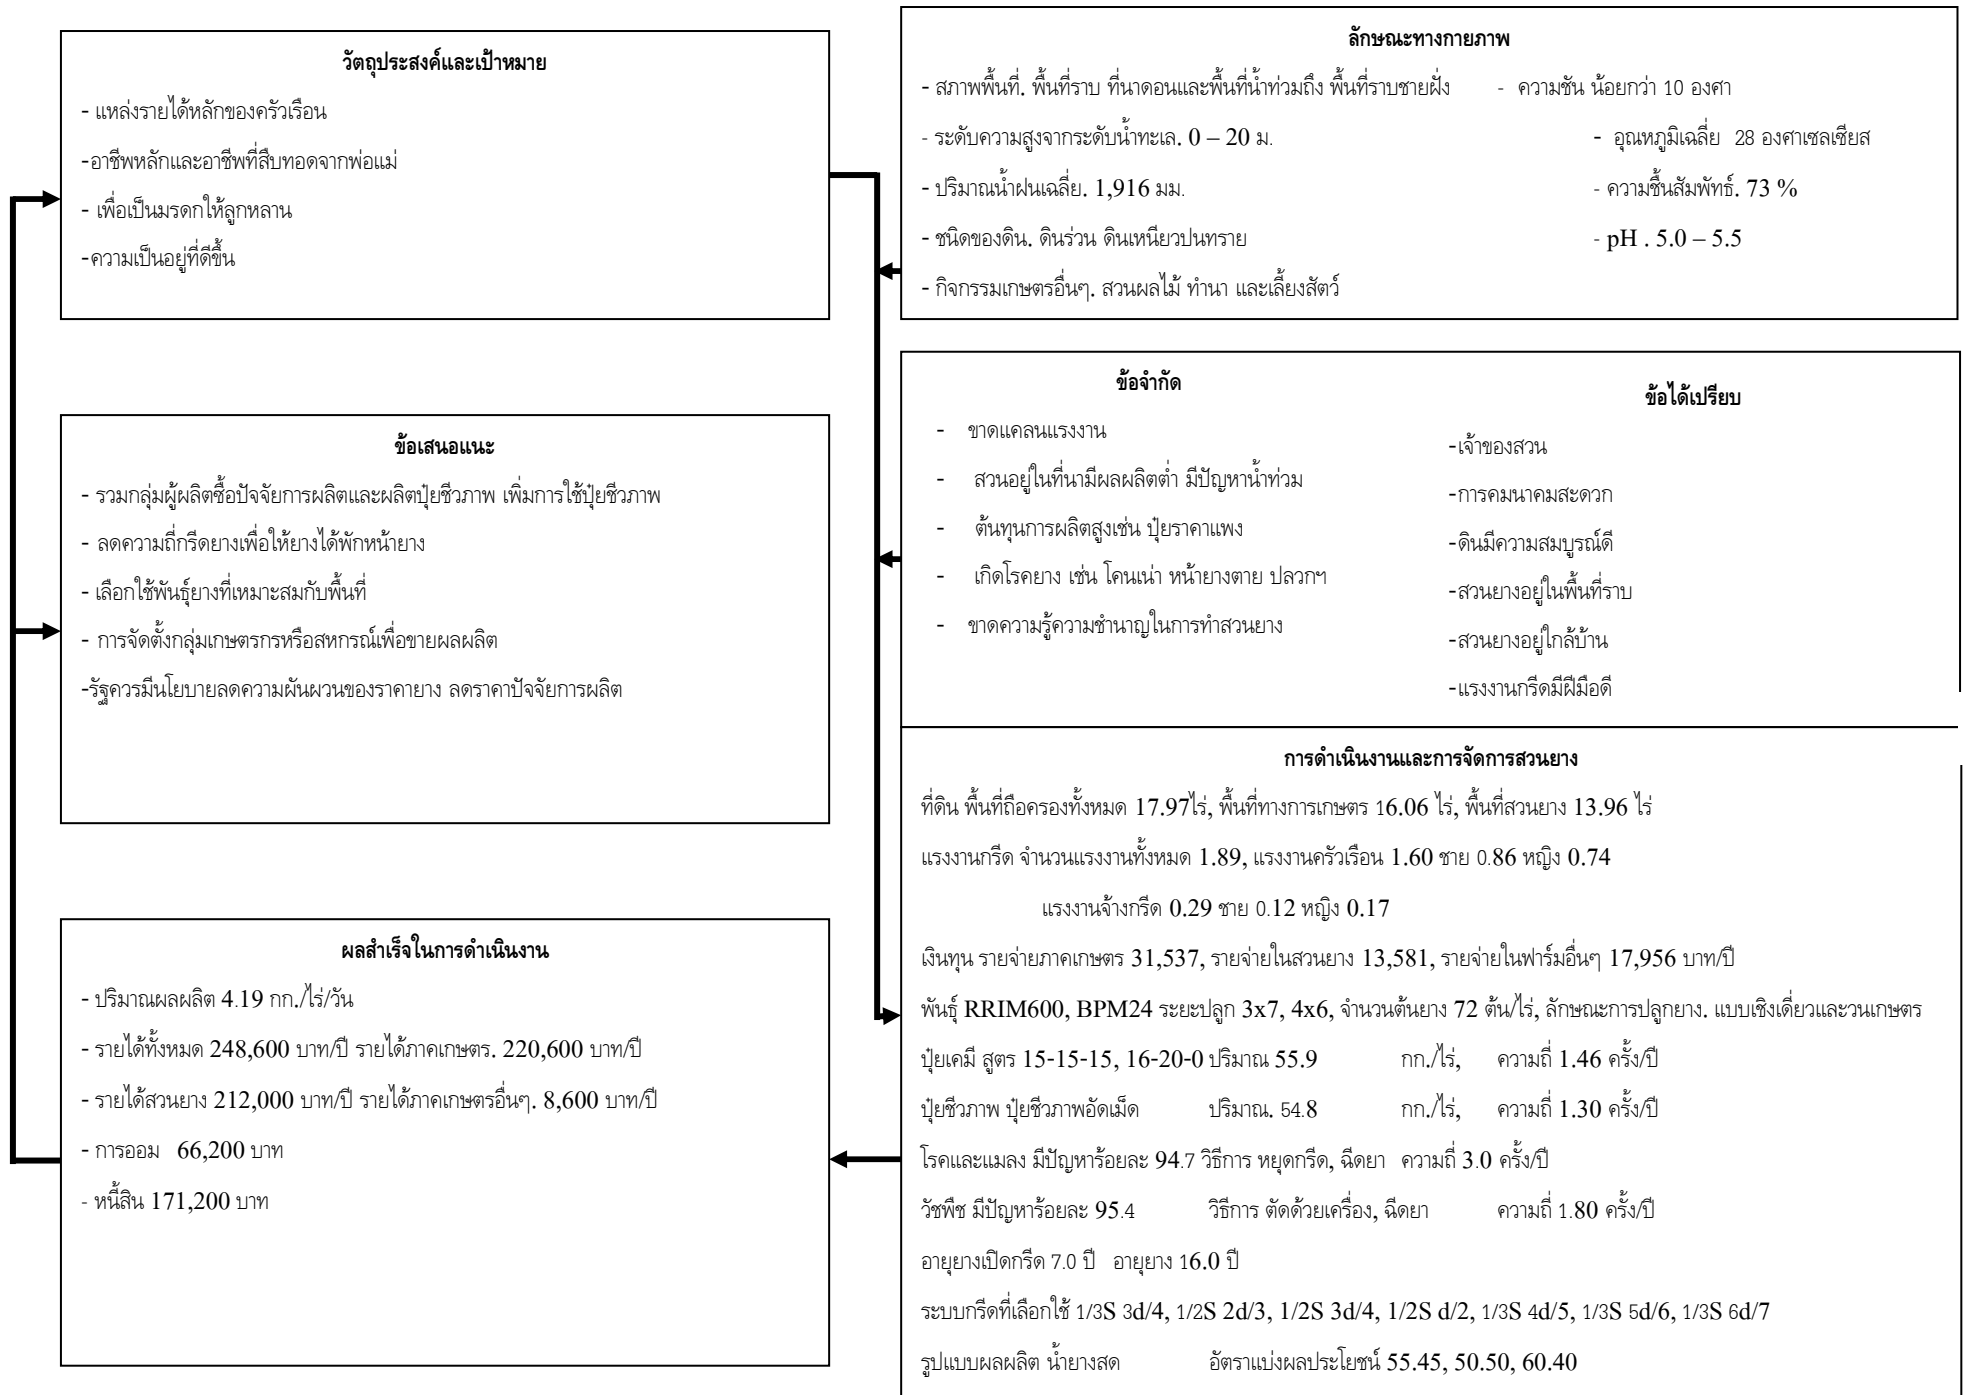 วัตถุประสงค์และเป้าหมาย
- แหล่งรายได้หลักของครัวเรือน
-อาชีพหลักและอาชีพที่สืบทอดจากพ่อแม่
- เพื่อเป็นมรดกให้ลูกหลาน
-ความเป็นอยู่ที่ดีขึ้น
ลักษณะทางกายภาพ
- สภาพพื้นที่. พื้นที่ราบ ที่นาดอนและพื้นที่น้ำท่วมถึง พื้นที่ราบชายฝั่ง - ความชัน น้อยกว่า 10 องศา
- ระดับความสูงจากระดับน้ำทะเล. 0 – 20 ม. - อุณหภูมิเฉลี่ย 28 องศาเซลเซียส
- ปริมาณน้ำฝนเฉลี่ย. 1,916 มม. - ความชื้นสัมพัทธ์. 73 %
- ชนิดของดิน. ดินร่วน ดินเหนียวปนทราย - pH . 5.0 – 5.5
- กิจกรรมเกษตรอื่นๆ. สวนผลไม้ ทำนา และเลี้ยงสัตว์
ข้อเสนอแนะ
- รวมกลุ่มผู้ผลิตซื้อปัจจัยการผลิตและผลิตปุ๋ยชีวภาพ เพิ่มการใช้ปุ๋ยชีวภาพ
- ลดความถี่กรีดยางเพื่อให้ยางได้พักหน้ายาง
- เลือกใช้พันธุ์ยางที่เหมาะสมกับพื้นที่
- การจัดตั้งกลุ่มเกษตรกรหรือสหกรณ์เพื่อขายผลผลิต
-รัฐควรมีนโยบายลดความผันผวนของราคายาง ลดราคาปัจจัยการผลิต
ข้อจำกัด
- ขาดแคลนแรงงาน
- สวนอยู่ในที่นามีผลผลิตต่ำ มีปัญหาน้ำท่วม
- ต้นทุนการผลิตสูงเช่น ปุ๋ยราคาแพง
- เกิดโรคยาง เช่น โคนเน่า หน้ายางตาย ปลวกฯ
- ขาดความรู้ความชำนาญในการทำสวนยาง
ข้อได้เปรียบ
-เจ้าของสวน
-การคมนาคมสะดวก
-ดินมีความสมบูรณ์ดี
-สวนยางอยู่ในพื้นที่ราบ
-สวนยางอยู่ใกล้บ้าน
-แรงงานกรีดมีฝีมือดี
การดำเนินงานและการจัดการสวนยาง
ที่ดิน พื้นที่ถือครองทั้งหมด 17.97ไร่, พื้นที่ทางการเกษตร 16.06 ไร่, พื้นที่สวนยาง 13.96 ไร่
แรงงานกรีด จำนวนแรงงานทั้งหมด 1.89, แรงงานครัวเรือน 1.60 ชาย 0.86 หญิง 0.74
แรงงานจ้างกรีด 0.29 ชาย 0.12 หญิง 0.17
เงินทุน รายจ่ายภาคเกษตร 31,537, รายจ่ายในสวนยาง 13,581, รายจ่ายในฟาร์มอื่นๆ 17,956 บาท/ปี
พันธุ์ RRIM600, BPM24 ระยะปลูก 3x7, 4x6, จำนวนต้นยาง 72 ต้น/ไร่, ลักษณะการปลูกยาง. แบบเชิงเดี่ยวและวนเกษตร
ปุ๋ยเคมี สูตร 15-15-15, 16-20-0 ปริมาณ 55.9 กก./ไร่, ความถี่ 1.46 ครั้ง/ปี
ปุ๋ยชีวภาพ ปุ๋ยชีวภาพอัดเม็ด ปริมาณ. 54.8 กก./ไร่, ความถี่ 1.30 ครั้ง/ปี
โรคและแมลง มีปัญหาร้อยละ 94.7 วิธีการ หยุดกรีด, ฉีดยา ความถี่ 3.0 ครั้ง/ปี
วัชพืช มีปัญหาร้อยละ 95.4 วิธีการ ตัดด้วยเครื่อง, ฉีดยา ความถี่ 1.80 ครั้ง/ปี
อายุยางเปิดกรีด 7.0 ปี อายุยาง 16.0 ปี
ระบบกรีดที่เลือกใช้ 1/3S 3d/4, 1/2S 2d/3, 1/2S 3d/4, 1/2S d/2, 1/3S 4d/5, 1/3S 5d/6, 1/3S 6d/7
รูปแบบผลผลิต น้ำยางสด อัตราแบ่งผลประโยชน์ 55.45, 50.50, 60.40
ผลสำเร็จในการดำเนินงาน
- ปริมาณผลผลิต 4.19 กก./ไร่/วัน
- รายได้ทั้งหมด 248,600 บาท/ปี รายได้ภาคเกษตร. 220,600 บาท/ปี
- รายได้สวนยาง 212,000 บาท/ปี รายได้ภาคเกษตรอื่นๆ. 8,600 บาท/ปี
- การออม 66,200 บาท
- หนี้สิน 171,200 บาท